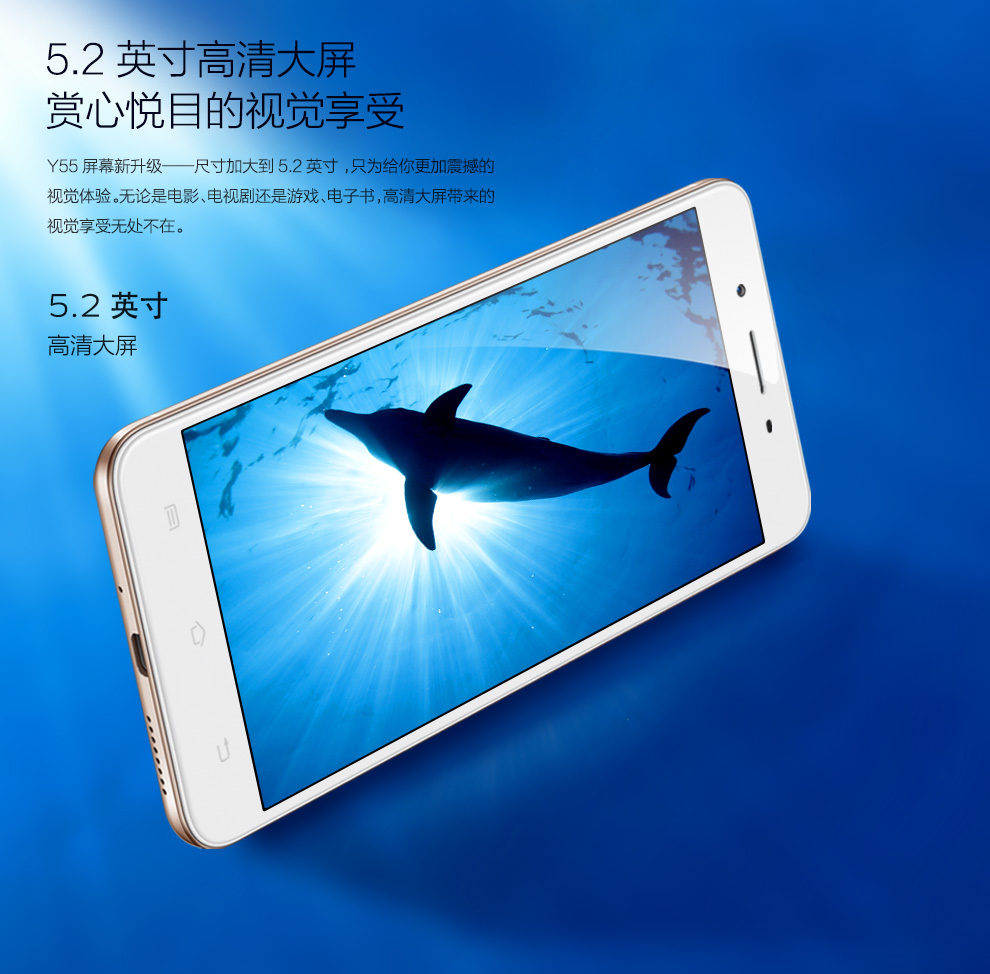 5.2 英寸高清大屏
赏心悦目的视觉享受
Y55 屏幕新升级——尺寸加大到 5.2 英寸，只为给你更加震撼的
视觉体验。无论是电影、电视剧还是游戏、电子书，高清大屏带来的
视觉享受无处不在。
5.2 英寸
高清大屏